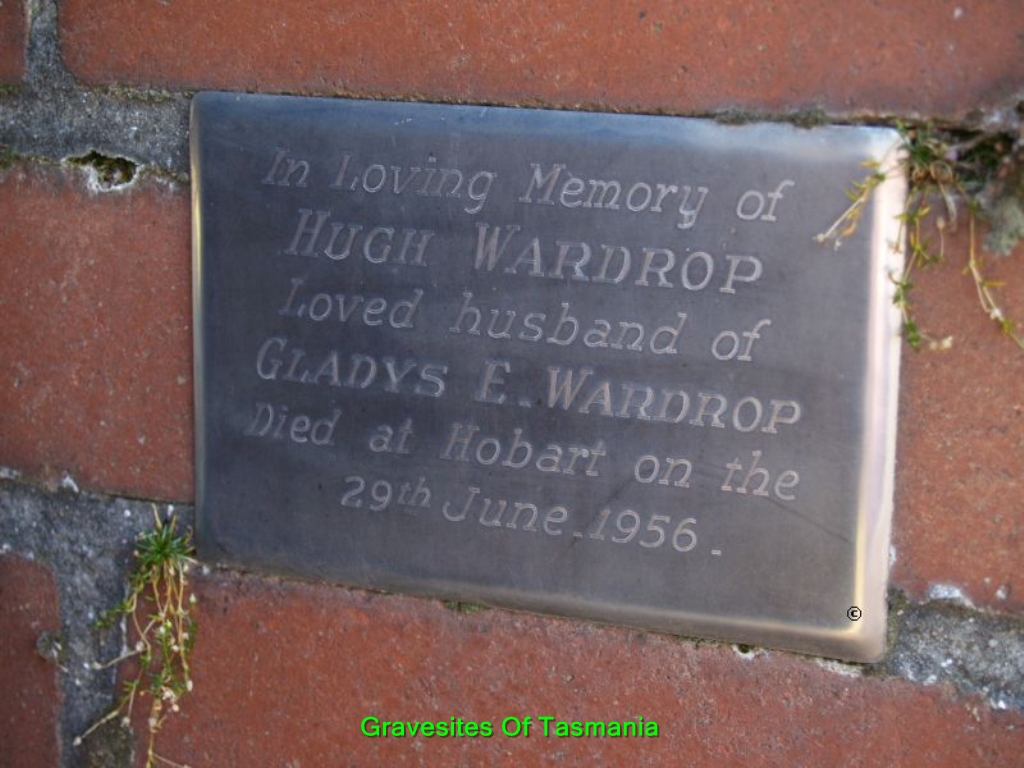 In Loving Memory of
HUGH WARDROP
Loved husband of
GLADYS E. WARDROP
Died at Hobart on the
29th June. 1956.
©
Gravesites Of Tasmania